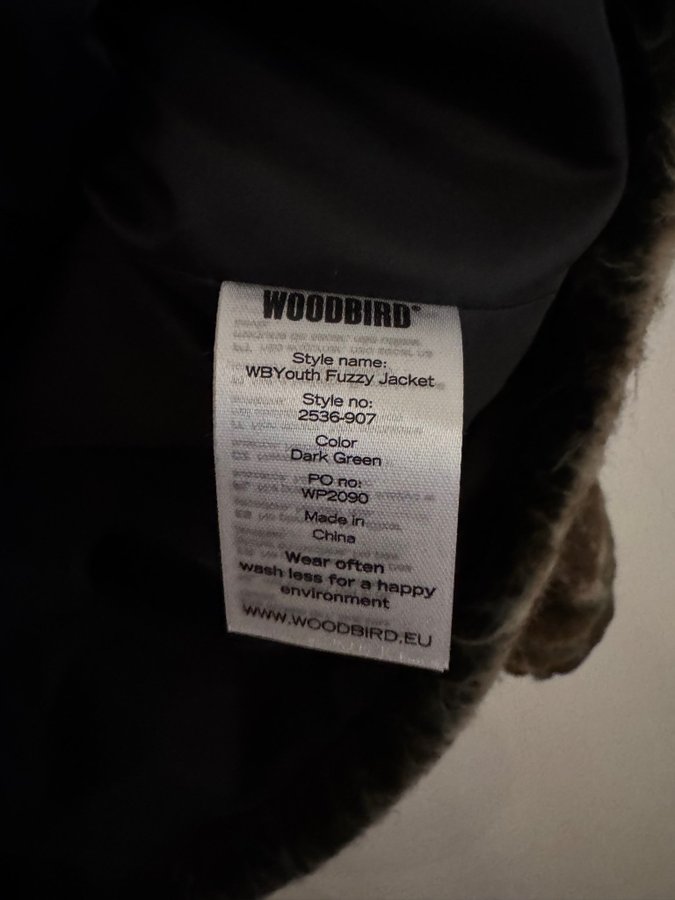 WOODBIRD®
Style name:
WBYouth Fuzzy Jacket
Style no:
2536-907
Color
Dark Green
PO no:
WP2090
Made in
China
Wear often
wash less for a happy
environment
WWW.WOODBIRD.EU